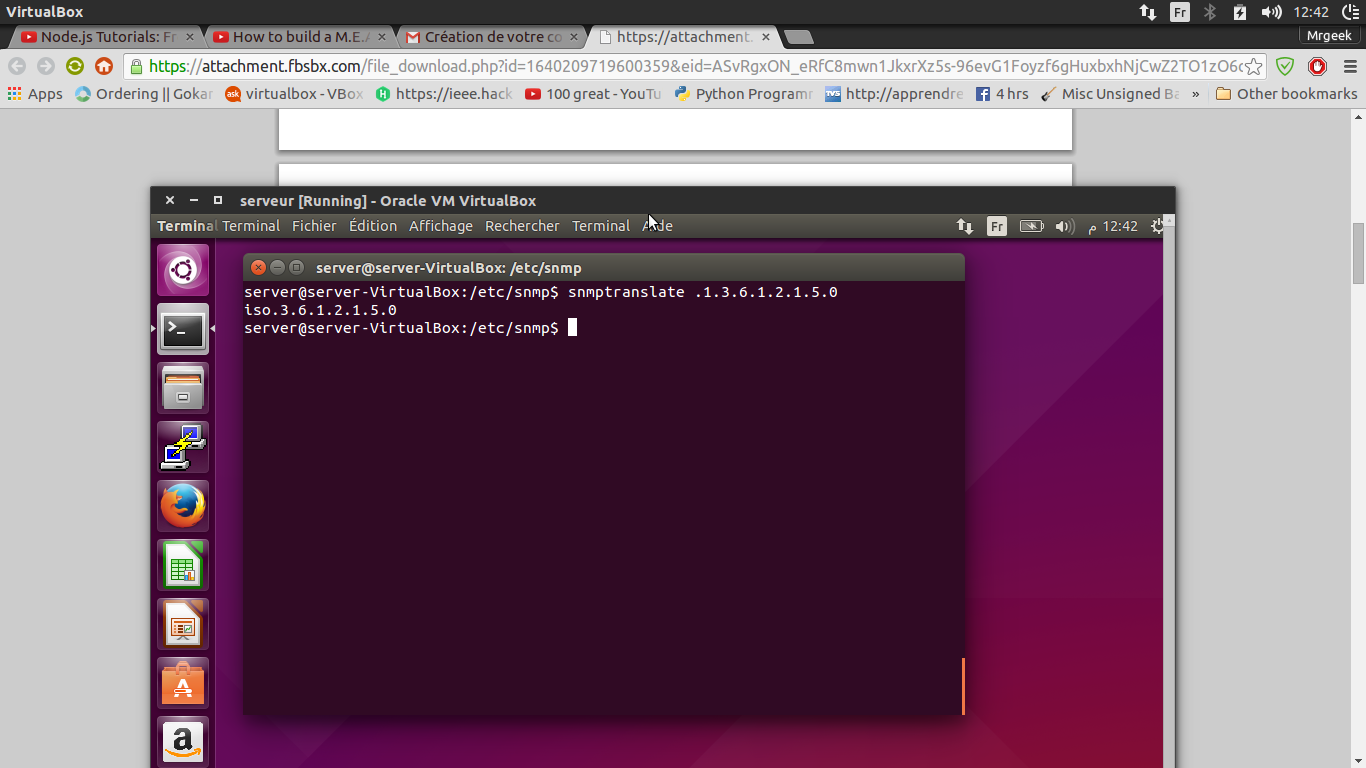 VirtualBox
Fr
12:42
Node.js Tutorials: Fr
How to build a M.E.A
Création de votre co
https://attachment.
Mrgeek
https://attachment.fbsbx.com/file_download.php?id=1640209719600359&eid=ASvRgxON_eRfC8mwn1JkxrXz5s-96evG1Foyzf6gHuxbxhNjCwZ2TO1zO6c
Apps
Ordering || Gokar
ask
virtualbox - VBox
https://ieee.hack
100 great - YouTu
Python Programm
TVS
http://apprendre
4 hrs
Misc Unsigned Ba
»
Other bookmarks
serveur [Running] - Oracle VM VirtualBox
Terminal
Terminal
Fichier
Édition
Affichage
Rechercher
Terminal
Aide
Fr
12:42 م
server@server-VirtualBox: /etc/snmp
server@server-VirtualBox:/etc/snmp$ snmptranslate .1.3.6.1.2.1.5.0
iso.3.6.1.2.1.5.0
server@server-VirtualBox:/etc/snmp$